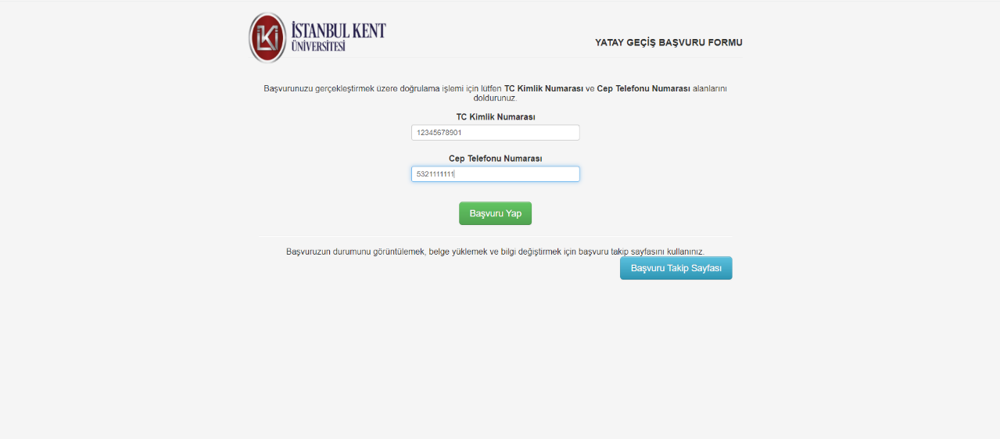 İSTANBUL KENT
ÜNİVERSİTESİ
YATAY GEÇİŞ BAŞVURU FORMU
Başvurunuzu gerçekleştirmek üzere doğrulama işlemi için lütfen TC Kimlik Numarası ve Cep Telefonu Numarası alanlarını
doldurunuz.
TC Kimlik Numarası
12345678901
Cep Telefonu Numarası
5321111111
Başvuru Yap
Başvuruzun durumunu görüntülemek, belge yüklemek ve bilgi değiştirmek için başvuru takip sayfasını kullanınız.
Başvuru Takip Sayfası